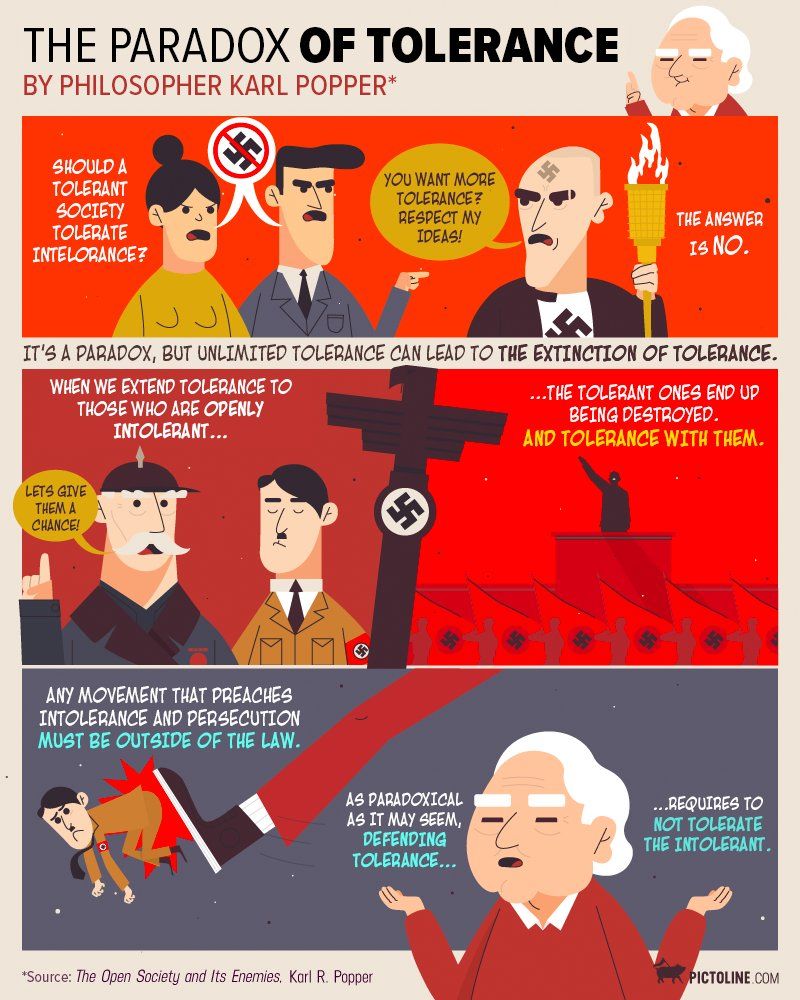 THE PARADOX OF TOLERANCE
BY PHILOSOPHER KARL POPPER*
SHOULD A
TOLERANT
SOCIETY
TOLERATE
INTELORANCE?
YOU WANT MORE
TOLERANCE?
RESPECT MY
IDEAS!
THE ANSWER
IS NO.
IT'S A PARADOX, BUT UNLIMITED TOLERANCE CAN LEAD TO THE EXTINCTION OF TOLERANCE.
WHEN WE EXTEND TOLERANCE TO
THOSE WHO ARE OPENLY
INTOLERANT...
LETS GIVE
THEM A
CHANCE!
...THE TOLERANT ONES END UP
BEING DESTROYED.
AND TOLERANCE WITH THEM.
ANY MOVEMENT THAT PREACHES
INTOLERANCE AND PERSECUTION
MUST BE OUTSIDE OF THE LAW.
AS PARADOXICAL
AS IT MAY SEEM,
DEFENDING
TOLERANCE...
...REQUIRES TO
NOT TOLERATE
THE INTOLERANT.
*Source: The Open Society and Its Enemies, Karl R. Popper
PICTOLINE.COM